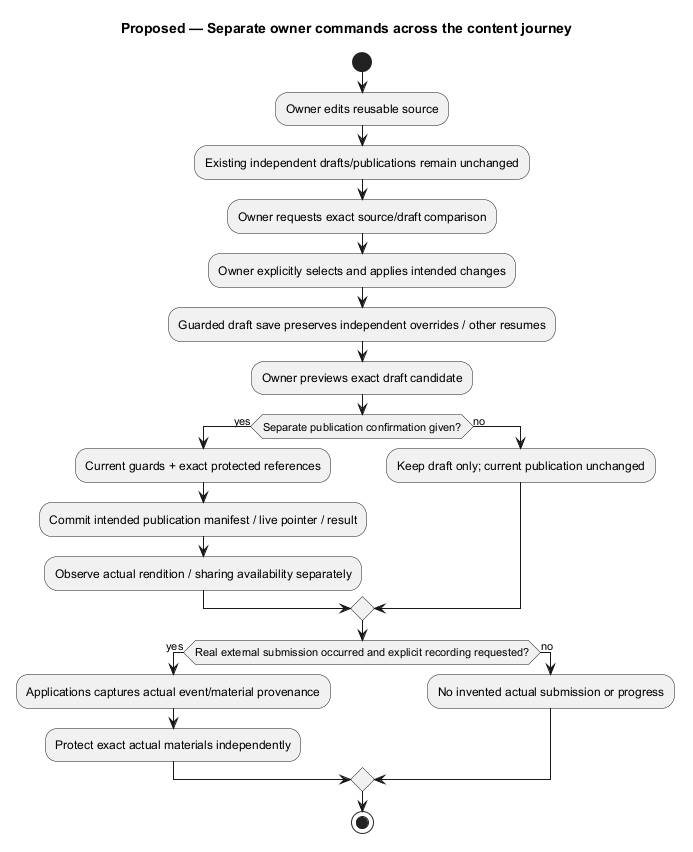 Proposed — Separate owner commands across the content journey
Owner edits reusable source
Existing independent drafts/publications remain unchanged
Owner requests exact source/draft comparison
Owner explicitly selects and applies intended changes
Guarded draft save preserves independent overrides / other resumes
Owner previews exact draft candidate
yes
Separate publication confirmation given?
no
Current guards + exact protected references
Keep draft only; current publication unchanged
Commit intended publication manifest / live pointer / result
Observe actual rendition / sharing availability separately
yes
Real external submission occurred and explicit recording requested?
no
Applications captures actual event/material provenance
No invented actual submission or progress
Protect exact actual materials independently